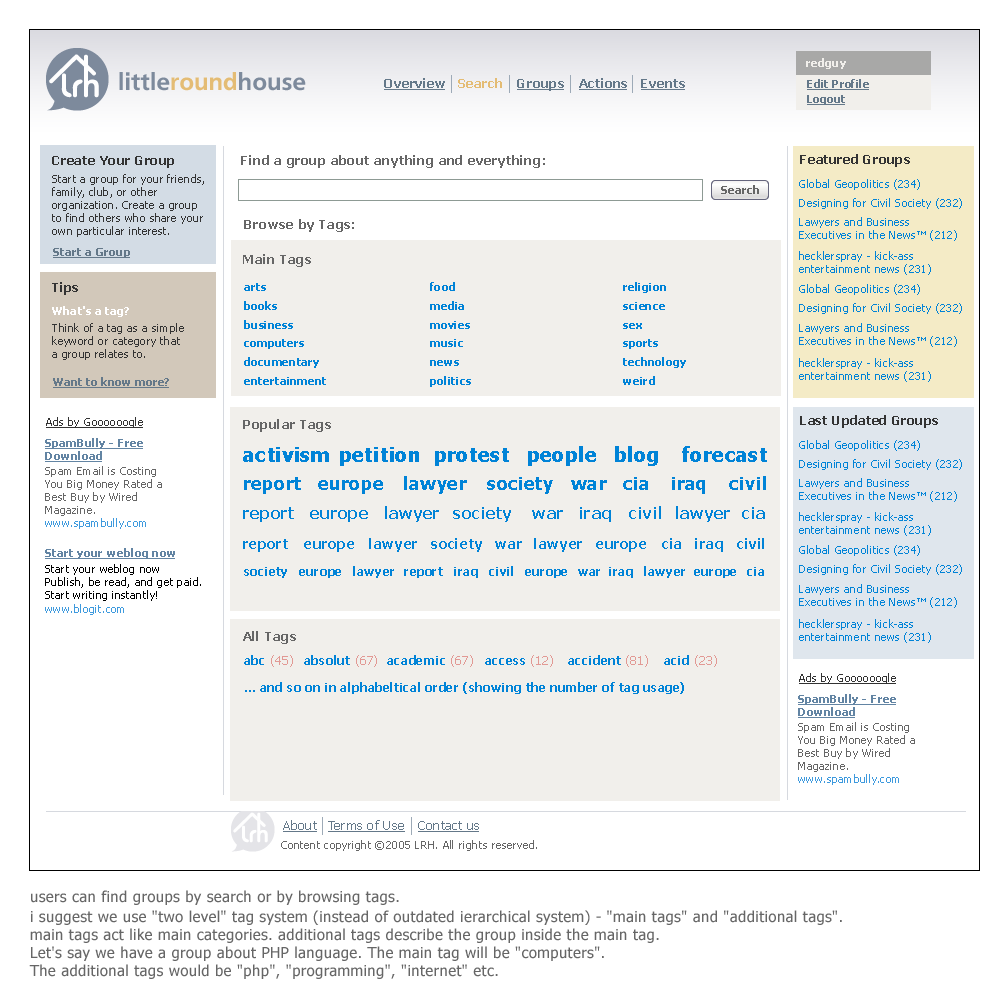 Lrh
littleroundhouse
Overview Search Groups Actions Events
redguy
Edit Profile
Logout
Create Your Group
Start a group for your friends,
family, club, or other
organization. Create a group
to find others who share your
own particular interest.
Start a Group
Tips
What's a tag?
Think of a tag as a simple
keyword or category that
a group relates to.
Want to know more?
Ads by Goooooogle
SpamBully - Free
Download
Spam Email is Costing
You Big Money Rated a
Best Buy by Wired
Magazine.
www.spambully.com
Start your weblog now
Start your weblog now
Publish, be read, and get paid.
Start writing instantly!
www.blogit.com
Find a group about anything and everything:
Search
Browse by Tags:
Main Tags
arts food religion
books media science
business movies sex
computers music sports
documentary news technology
entertainment politics weird
Popular Tags
activism petition protest people blog forecast
report europe lawyer society war cia iraq civil
report europe lawyer society war iraq civil lawyer cia
report europe lawyer society war lawyer europe cia iraq civil
society europe lawyer report iraq civil europe war iraq lawyer europe cia
All Tags
abc (45) absolut (67) academic (67) access (12) accident (81) acid (23)
... and so on in alphabeltical order (showing the number of tag usage)
Featured Groups
Global Geopolitics (234)
Designing for Civil Society (232)
Lawyers and Business
Executives in the News™ (212)
hecklerspray - kick-ass
entertainment news (231)
Global Geopolitics (234)
Designing for Civil Society (232)
Lawyers and Business
Executives in the News™ (212)
hecklerspray - kick-ass
entertainment news (231)
Last Updated Groups
Global Geopolitics (234)
Designing for Civil Society (232)
Lawyers and Business
Executives in the News™ (212)
hecklerspray - kick-ass
entertainment news (231)
Global Geopolitics (234)
Designing for Civil Society (232)
Lawyers and Business
Executives in the News™ (212)
hecklerspray - kick-ass
entertainment news (231)
Ads by Goooooogle
SpamBully - Free
Download
Spam Email is Costing
You Big Money Rated a
Best Buy by Wired
Magazine.
www.spambully.com
Lrh
About Terms of Use Contact us
Content copyright ©2005 LRH. All rights reserved.
users can find groups by search or by browsing tags.
i suggest we use "two level" tag system (instead of outdated ierarchical system) - "main tags" and "additional tags".
main tags act like main categories. additional tags describe the group inside the main tag.
Let's say we have a group about PHP language. The main tag will be "computers".
The additional tags would be "php", "programming", "internet" etc.